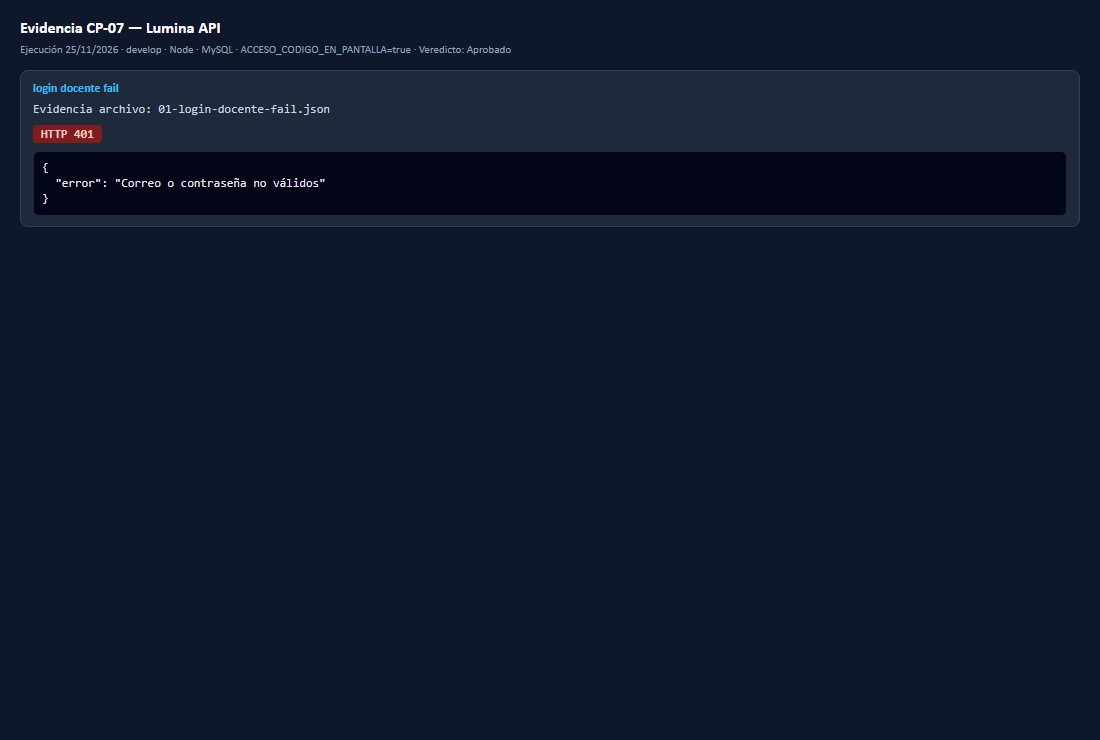 Evidencia CP-07 — Lumina API
Ejecución 25/11/2026 · develop · Node · MySQL · ACCESO_CODIGO_EN_PANTALLA=true · Veredicto: Aprobado
login docente fail
Evidencia archivo: 01-login-docente-fail.json
HTTP 401
{
  "error": "Correo o contraseña no válidos"
}